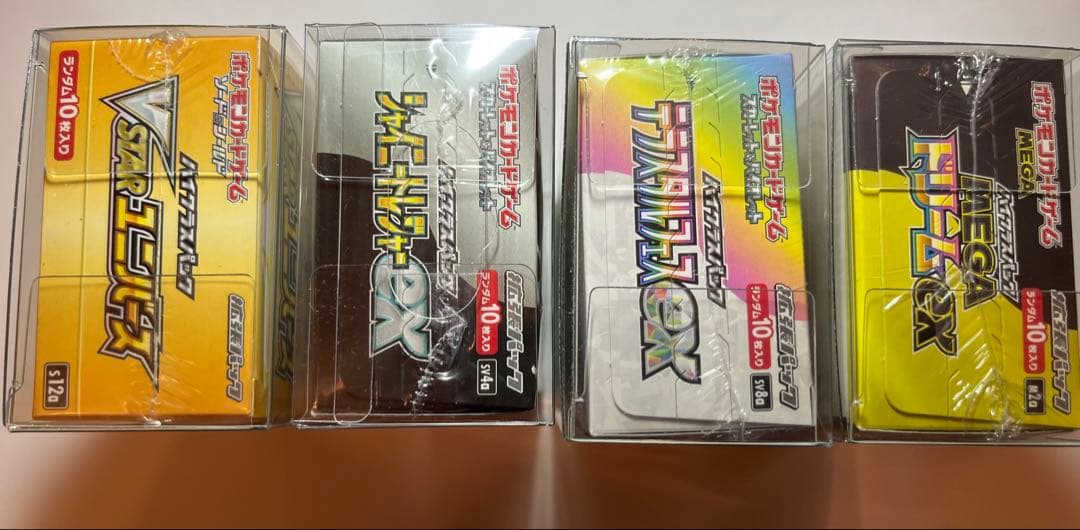 ポケモンカードゲーム
ソード&シールド
ハイクラスパック
VSTARユニバース
ランダム10枚入り
s12a
ポケモンカードゲーム
スカーレット&バイオレット
ハイクラスパック
シャイニートレジャーex
ランダム10枚入り
拡張パック
SV4a
ポケモンカードゲーム
スカーレット&バイオレット
ハイクラスパック
テラスタルフェスex
ランダム10枚入り
拡張パック
SV8a
ポケモンカードゲーム
MEGA
ハイクラスパック
MEGA
ドリームex
ランダム10枚入り
拡張パック
M2a